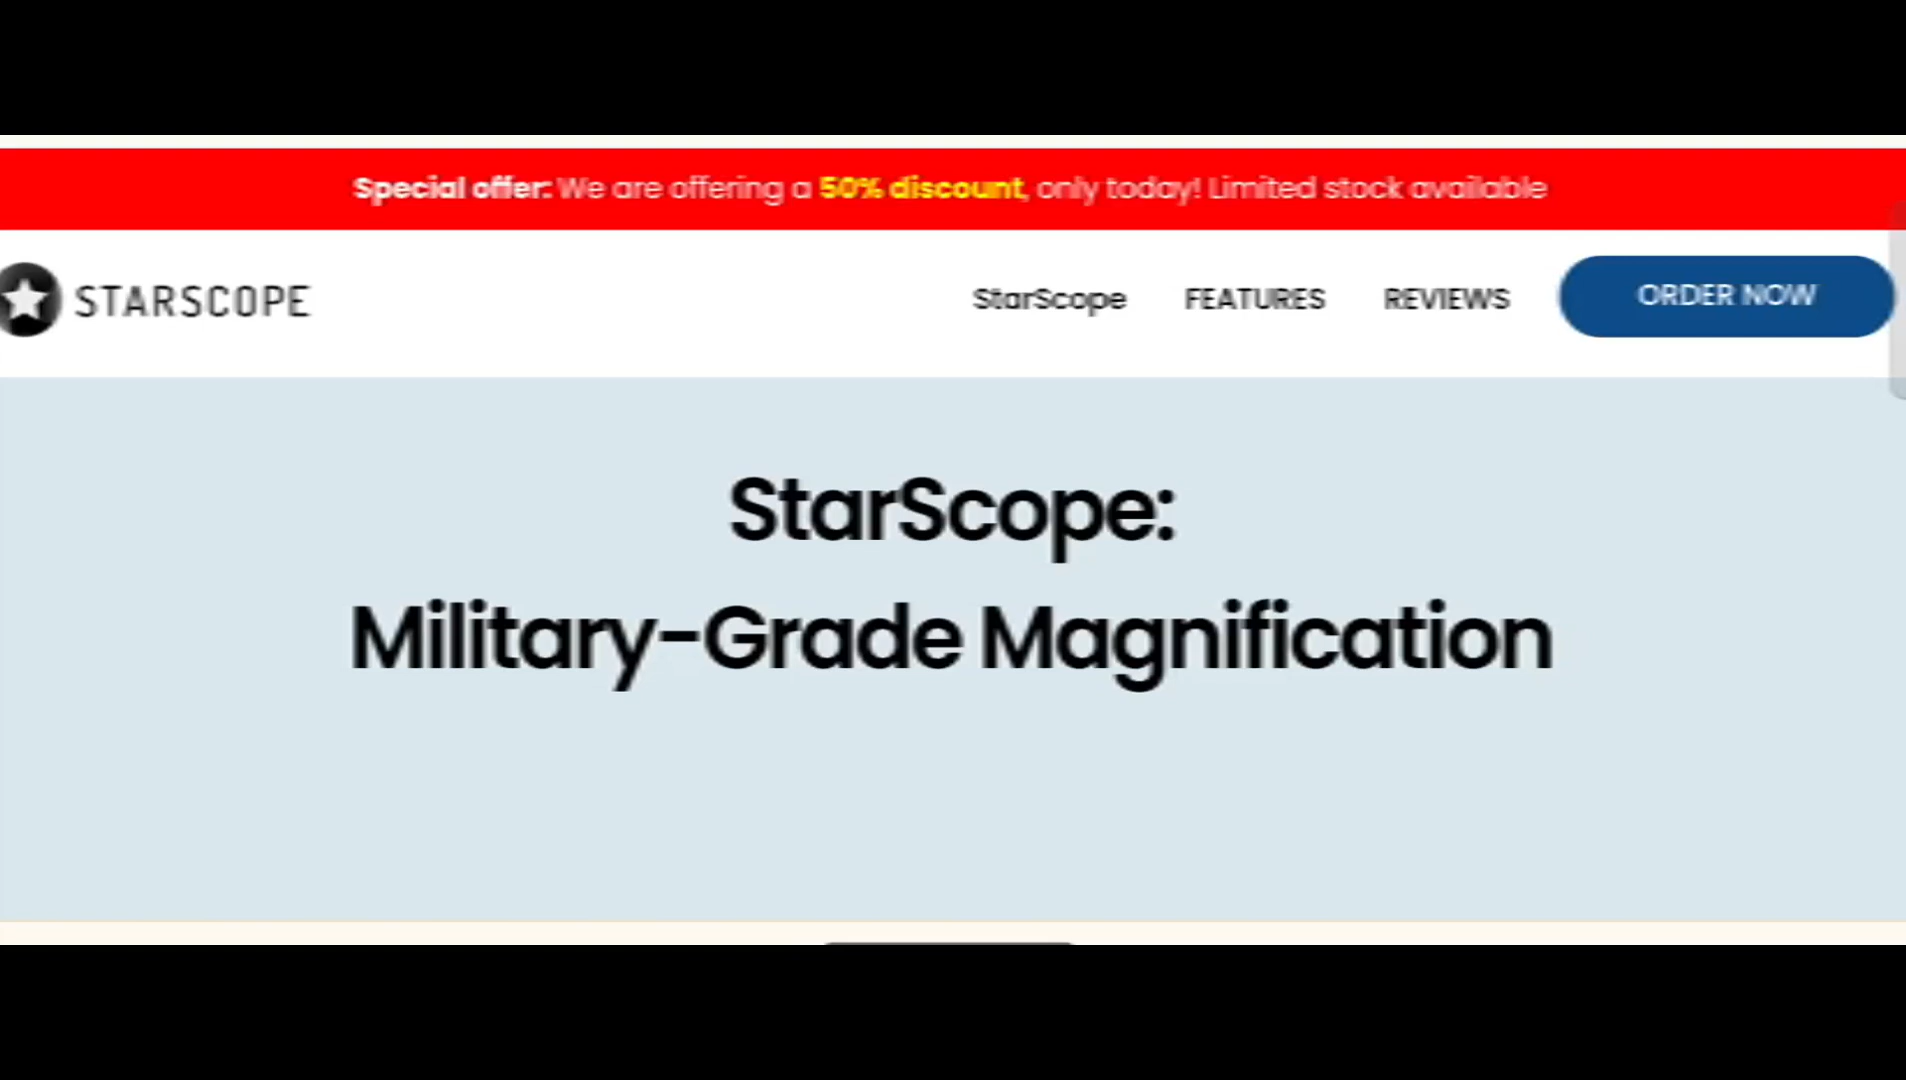 Special offer: We are offering a 50% discount, only today! Limited stock available
STARSCOPE
StarScope FEATURES REVIEWS ORDER NOW
StarScope:
Military-Grade Magnification